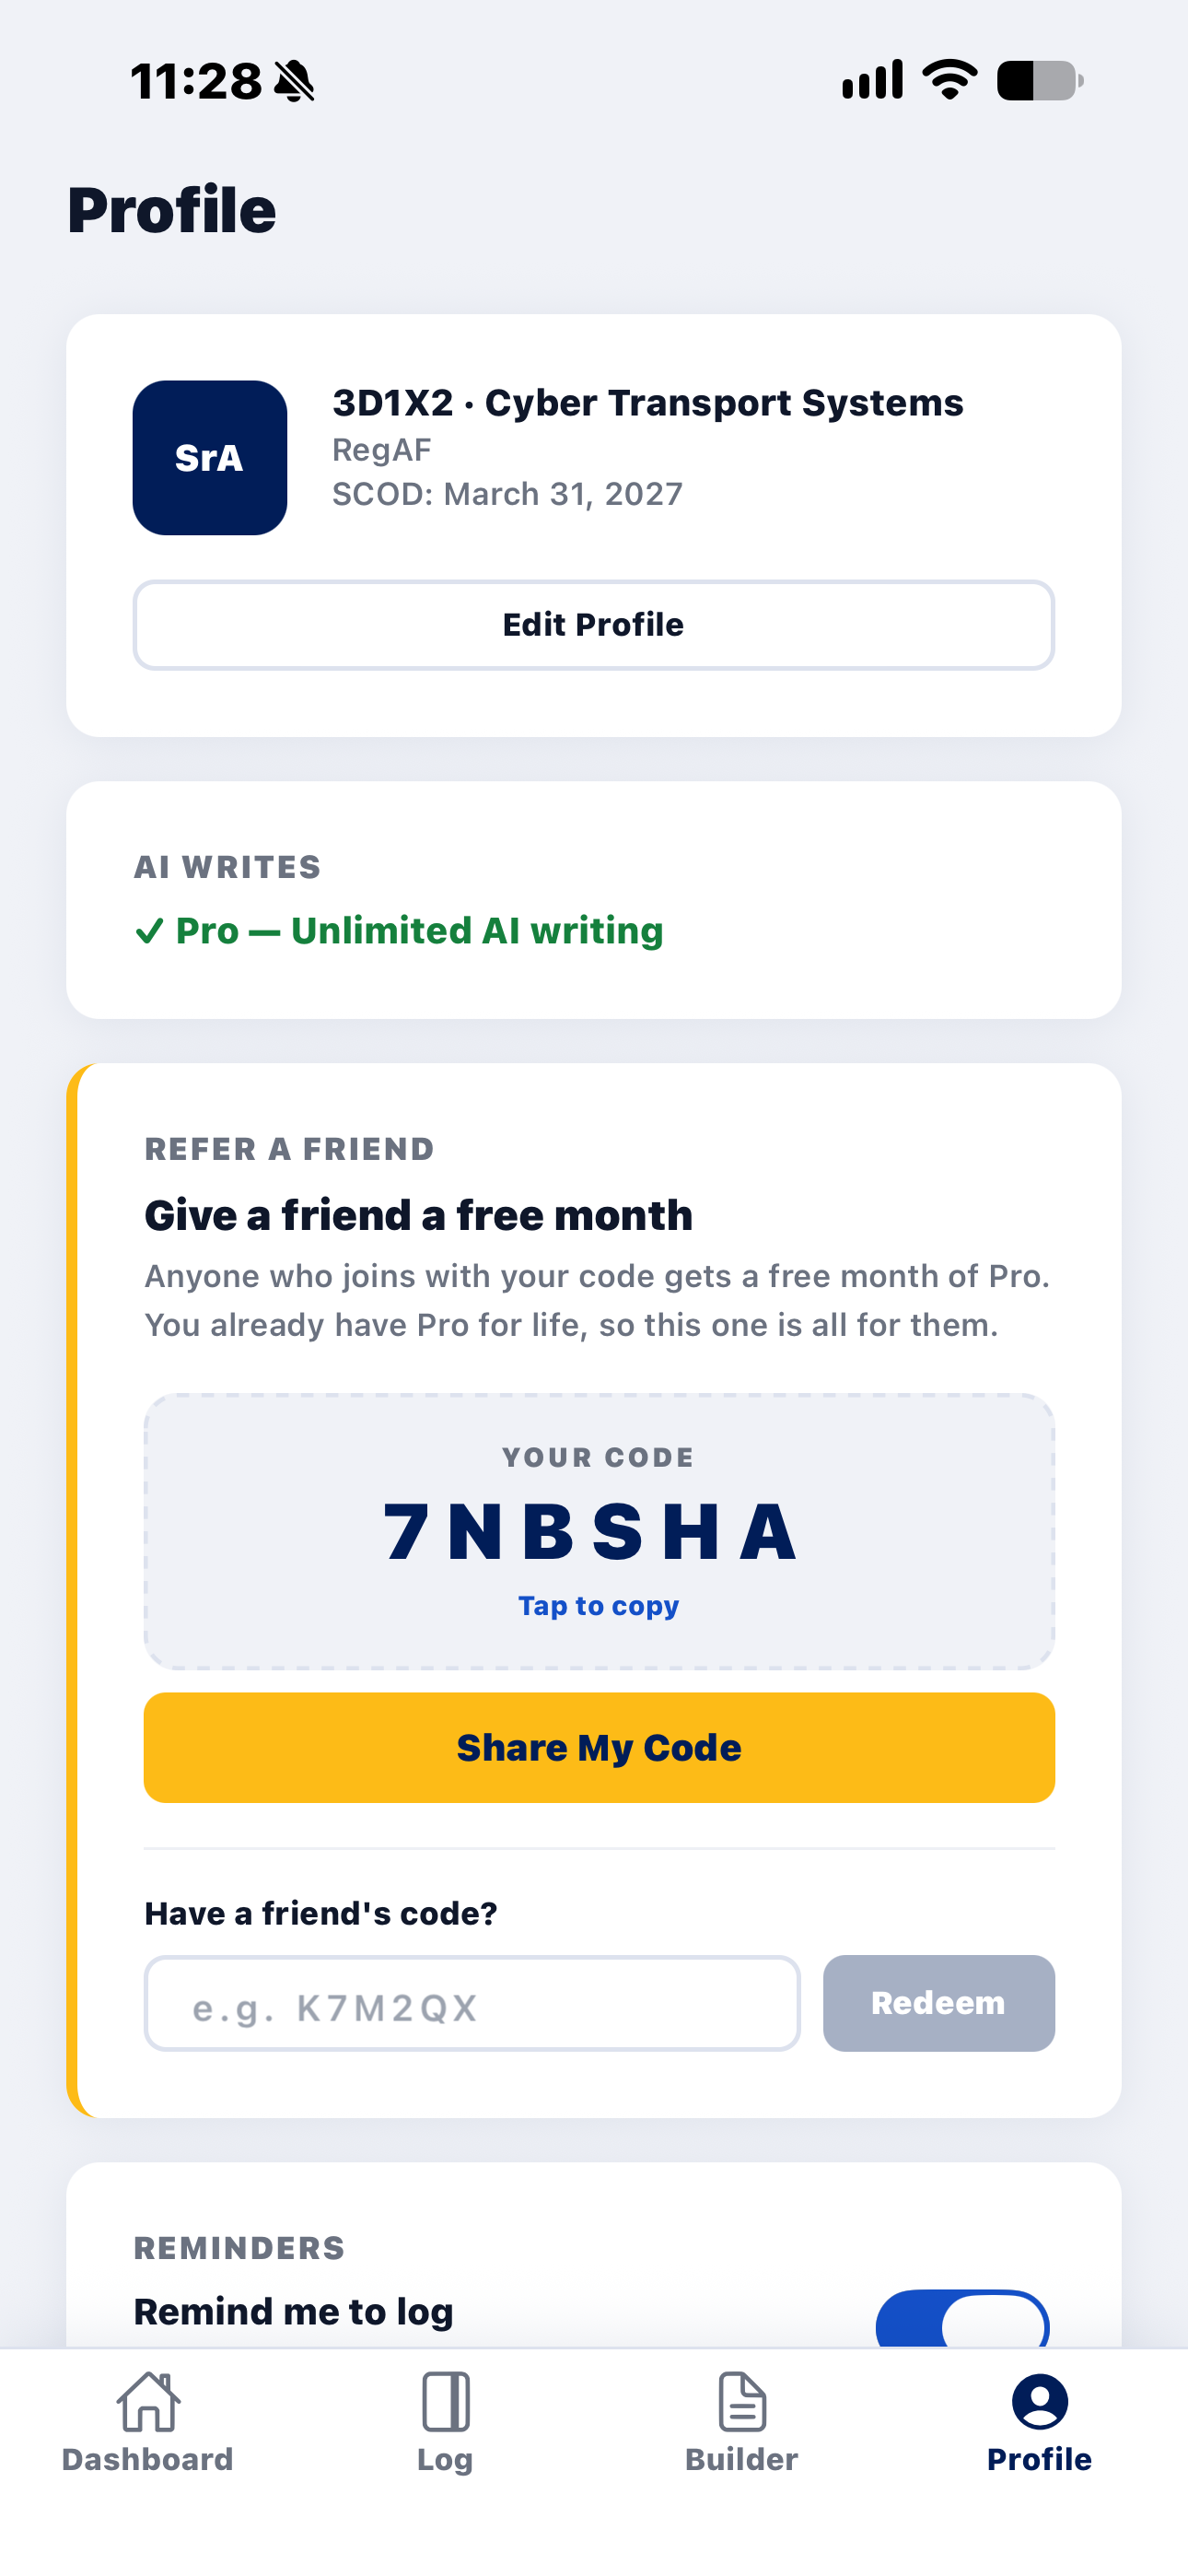 11:28
Profile
SrA
3D1X2 · Cyber Transport Systems
RegAF
SCOD: March 31, 2027
Edit Profile
AI WRITES
✓ Pro — Unlimited AI writing
REFER A FRIEND
Give a friend a free month
Anyone who joins with your code gets a free month of Pro.
You already have Pro for life, so this one is all for them.
YOUR CODE
7NBSHA
Tap to copy
Share My Code
Have a friend's code?
e.g. K7M2QX
Redeem
REMINDERS
Remind me to log
Dashboard
Log
Builder
Profile